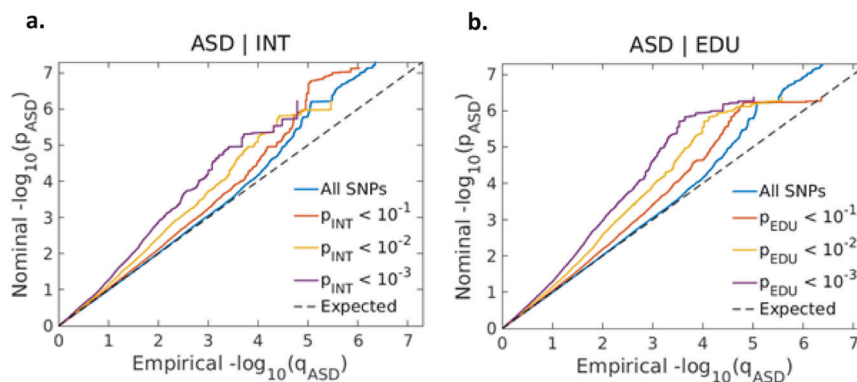 a.
ASD | INT
Nominal -log10(pASD)
7
6
5
4
3
2
1
0
0 1 2 3 4 5 6 7
Empirical -log10(qASD)
All SNPs
pINT < 10-1
pINT < 10-2
pINT < 10-3
Expected
b.
ASD | EDU
Nominal -log10(pASD)
7
6
5
4
3
2
1
0
0 1 2 3 4 5 6 7
Empirical -log10(qASD)
All SNPs
pEDU < 10-1
pEDU < 10-2
pEDU < 10-3
Expected